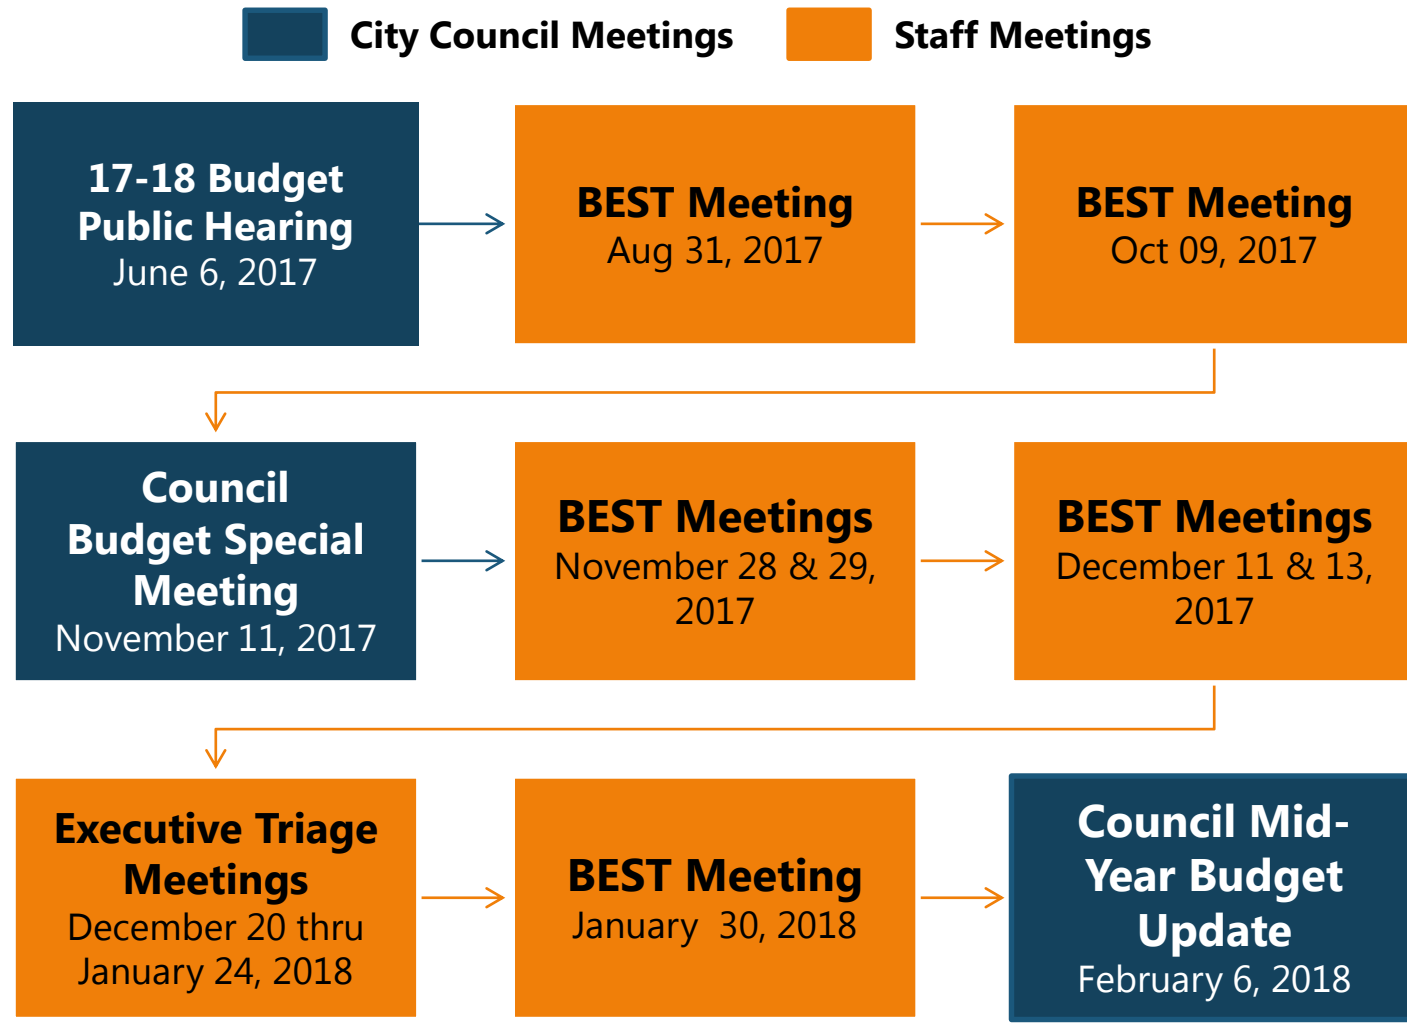 City Council Meetings
Staff Meetings
17-18 Budget
Public Hearing
June 6, 2017
BEST Meeting
Aug 31, 2017
BEST Meeting
Oct 09, 2017
Council
Budget Special
Meeting
November 11, 2017
BEST Meetings
November 28 & 29,
2017
BEST Meetings
December 11 & 13,
2017
Executive Triage
Meetings
December 20 thru
January 24, 2018
BEST Meeting
January 30, 2018
Council Mid-
Year Budget
Update
February 6, 2018